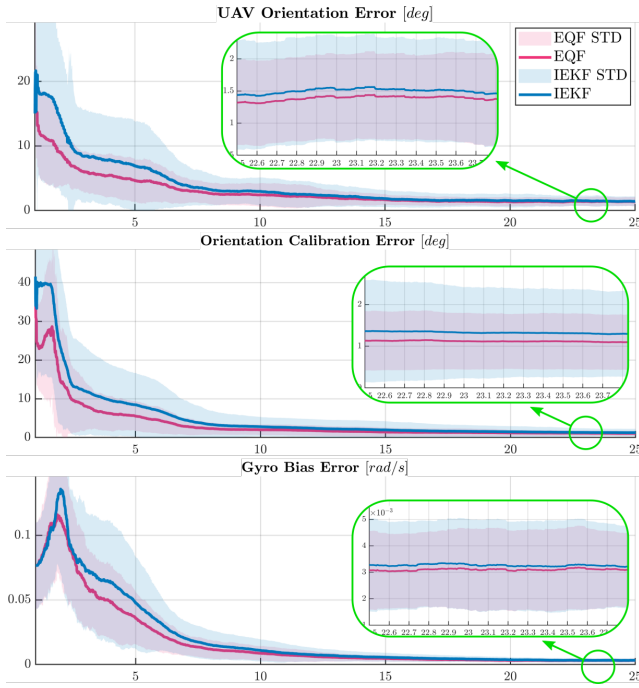 UAV Orientation Error [deg]
EQF STD
EQF
IEKF STD
IEKF
20
10
0
2
1.5
1
22.6 22.7 22.8 22.9 23 23.1 23.2 23.3 23.4 23.5 23.6 23.7
5 10 15 20 25
Orientation Calibration Error [deg]
40
30
20
10
0
2
1
22.6 22.7 22.8 22.9 23 23.1 23.2 23.3 23.4 23.5 23.6 23.7
5 10 15 20 25
Gyro Bias Error [rad/s]
0.1
0.05
0
×10⁻³
5
4
3
2
1
22.6 22.7 22.8 22.9 23 23.1 23.2 23.3 23.4 23.5 23.6 23.7
5 10 15 20 25